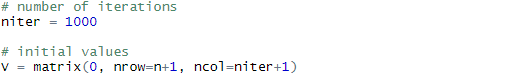 # number of iterations
niter = 1000
# initial values
V = matrix(0, nrow=n+1, ncol=niter+1)